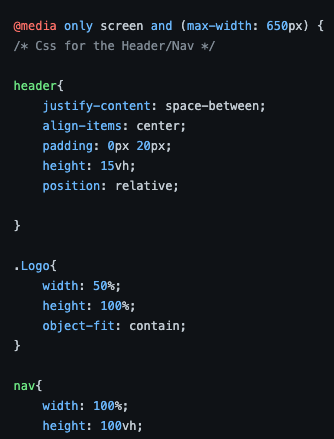 @media only screen and (max-width: 650px) {
/* Css for the Header/Nav */
header{
justify-content: space-between;
align-items: center;
padding: 0px 20px;
height: 15vh;
position: relative;
}
.Logo{
width: 50%;
height: 100%;
object-fit: contain;
}
nav{
width: 100%;
height: 100vh;